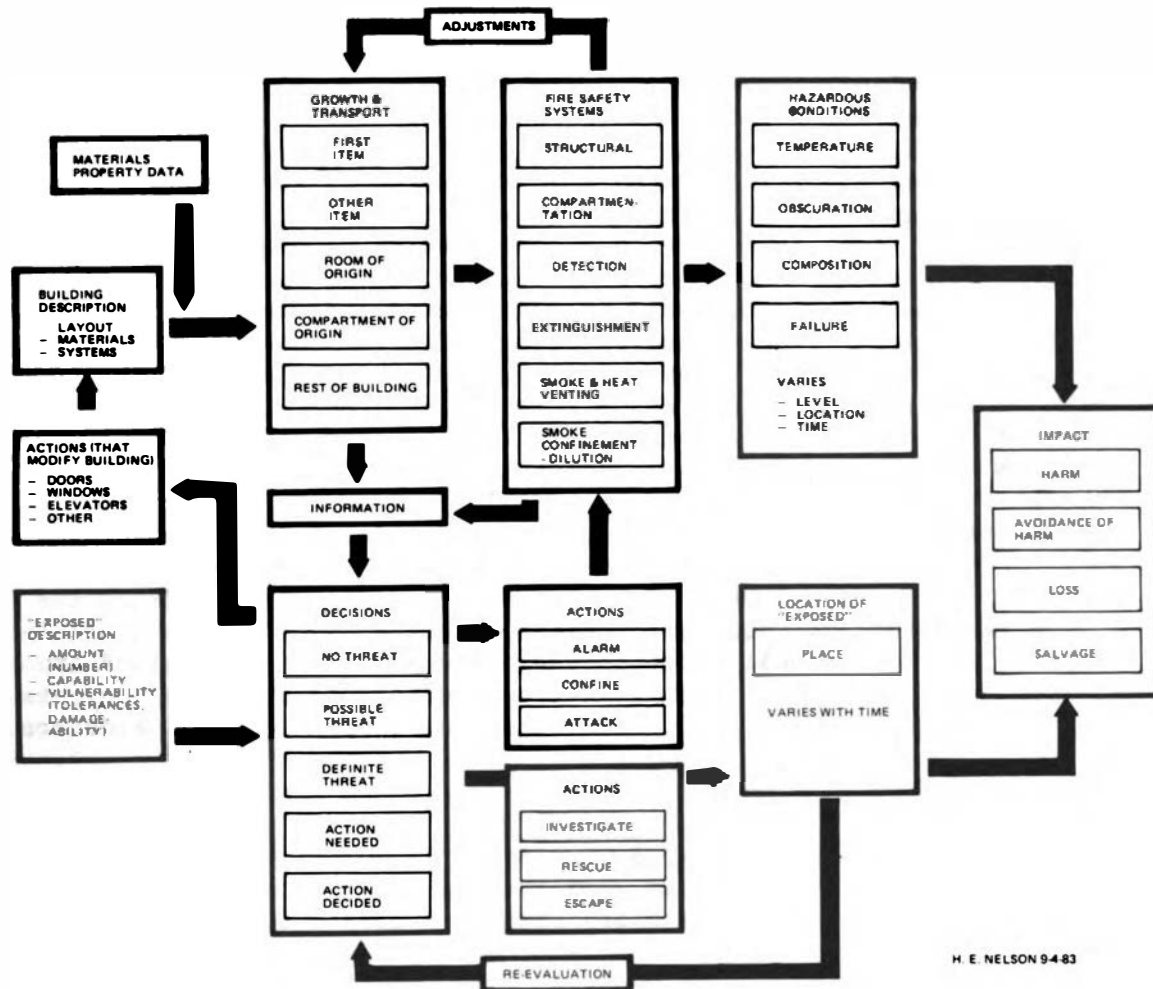 ADJUSTMENTS
GROWTH &
TRANSPORT
FIRST
ITEM
OTHER
ITEM
ROOM OF
ORIGIN
COMPARTMENT OF
ORIGIN
REST OF BUILDING
FIRE SAFETY
SYSTEMS
STRUCTURAL
COMPARTMEN-
TATION
DETECTION
EXTINGUISHMENT
SMOKE & HEAT
VENTING
SMOKE
CONFINEMENT
-DILUTION
HAZARDOUS
CONDITIONS
TEMPERATURE
OBSCURATION
COMPOSITION
FAILURE
VARIES
– LEVEL
– LOCATION
– TIME
MATERIALS
PROPERTY DATA
BUILDING
DESCRIPTION
– LAYOUT
– MATERIALS
– SYSTEMS
ACTIONS (THAT
MODIFY BUILDING)
– DOORS
– WINDOWS
– ELEVATORS
– OTHER
INFORMATION
IMPACT
HARM
AVOIDANCE OF
HARM
LOSS
SALVAGE
"EXPOSED"
DESCRIPTION
– AMOUNT
(NUMBER)
– CAPABILITY
– VULNERABILITY
(TOLERANCES,
DAMAGE-
ABILITY)
DECISIONS
NO THREAT
POSSIBLE
THREAT
DEFINITE
THREAT
ACTION
NEEDED
ACTION
DECIDED
ACTIONS
ALARM
CONFINE
ATTACK
ACTIONS
INVESTIGATE
RESCUE
ESCAPE
LOCATION OF
"EXPOSED"
PLACE
VARIES WITH TIME
RE-EVALUATION
H. E. NELSON 9-4-83